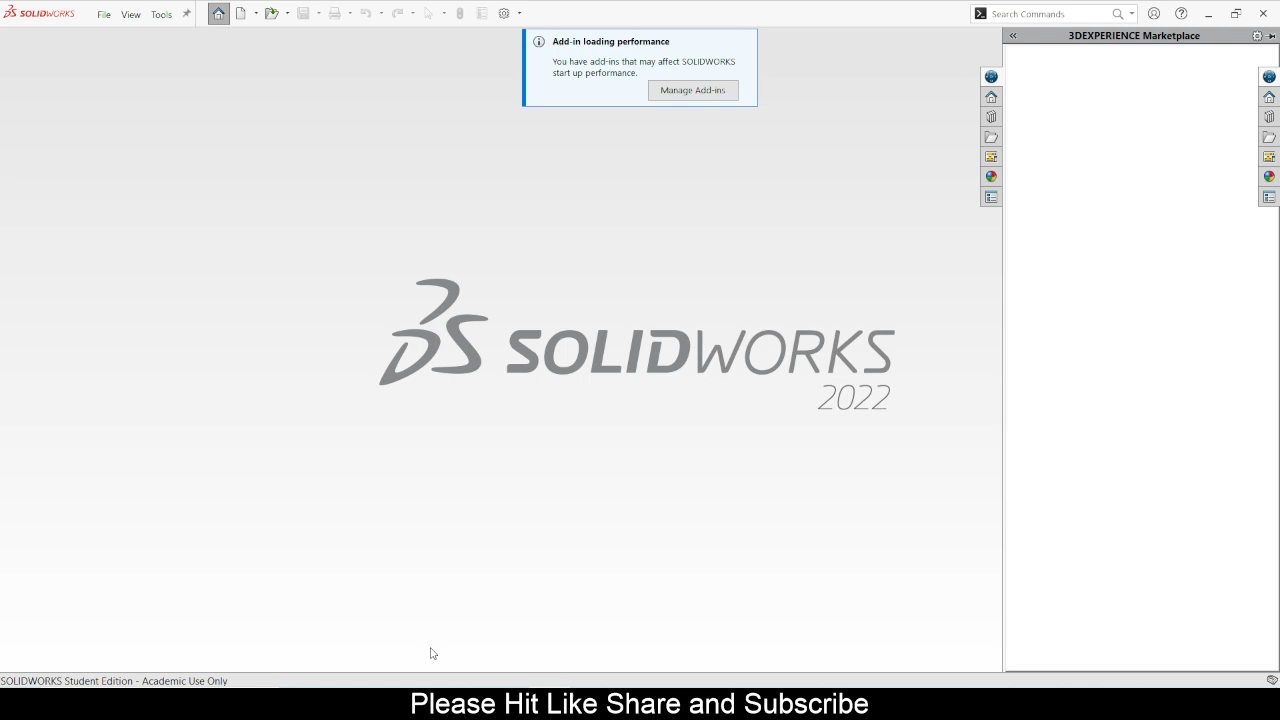 SOLIDWORKS
File View Tools
Search Commands
Add-in loading performance
You have add-ins that may affect SOLIDWORKS
start up performance.
Manage Add-ins
3DEXPERIENCE Marketplace
SOLIDWORKS
2022
SOLIDWORKS Student Edition - Academic Use Only
Please Hit Like Share and Subscribe